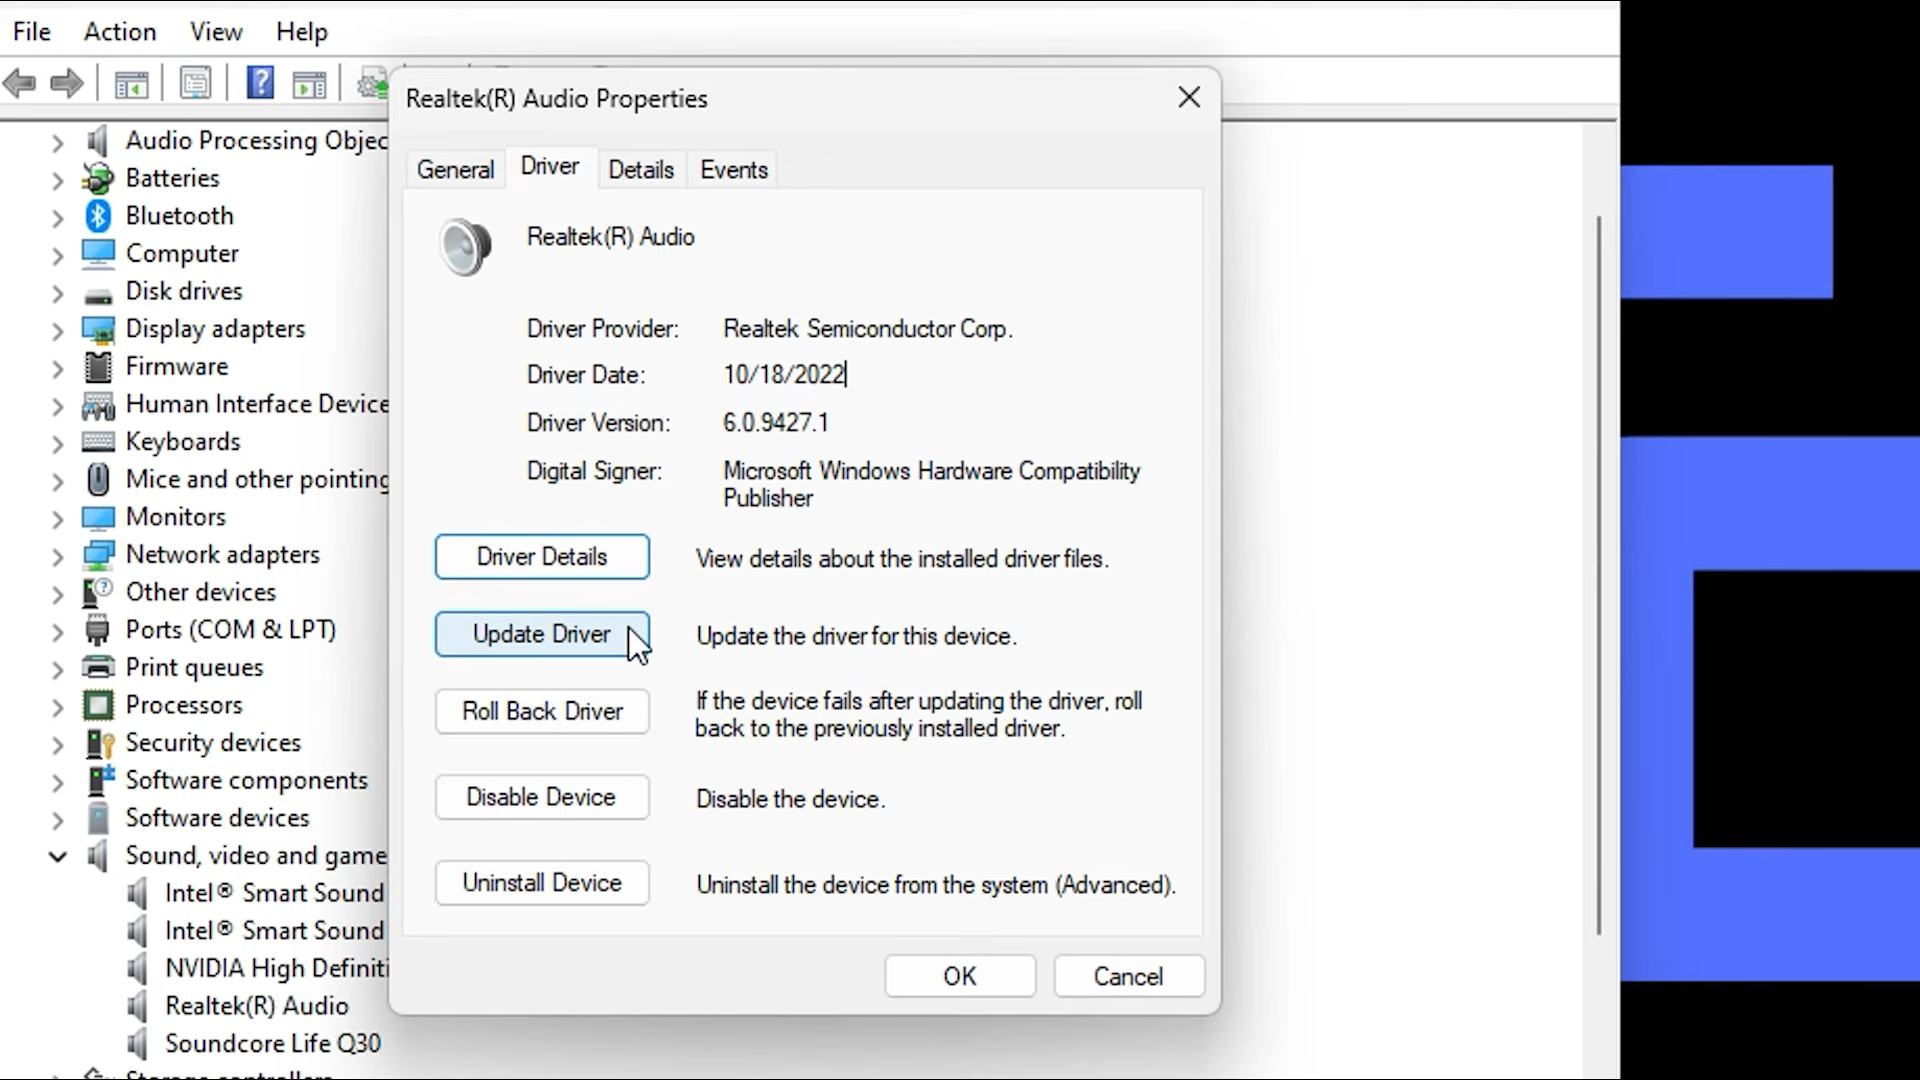 File Action View Help
Realtek(R) Audio Properties
General Driver Details Events
Realtek(R) Audio
Driver Provider: Realtek Semiconductor Corp.
Driver Date: 10/18/2022
Driver Version: 6.0.9427.1
Digital Signer: Microsoft Windows Hardware Compatibility
Publisher
Driver Details View details about the installed driver files.
Update Driver Update the driver for this device.
Roll Back Driver If the device fails after updating the driver, roll
back to the previously installed driver.
Disable Device Disable the device.
Uninstall Device Uninstall the device from the system (Advanced).
OK Cancel
Audio Processing Objec
Batteries
Bluetooth
Computer
Disk drives
Display adapters
Firmware
Human Interface Device
Keyboards
Mice and other pointing
Monitors
Network adapters
Other devices
Ports (COM & LPT)
Print queues
Processors
Security devices
Software components
Software devices
Sound, video and game
Intel® Smart Sound
Intel® Smart Sound
NVIDIA High Definiti
Realtek(R) Audio
Soundcore Life Q30
Storage controllers